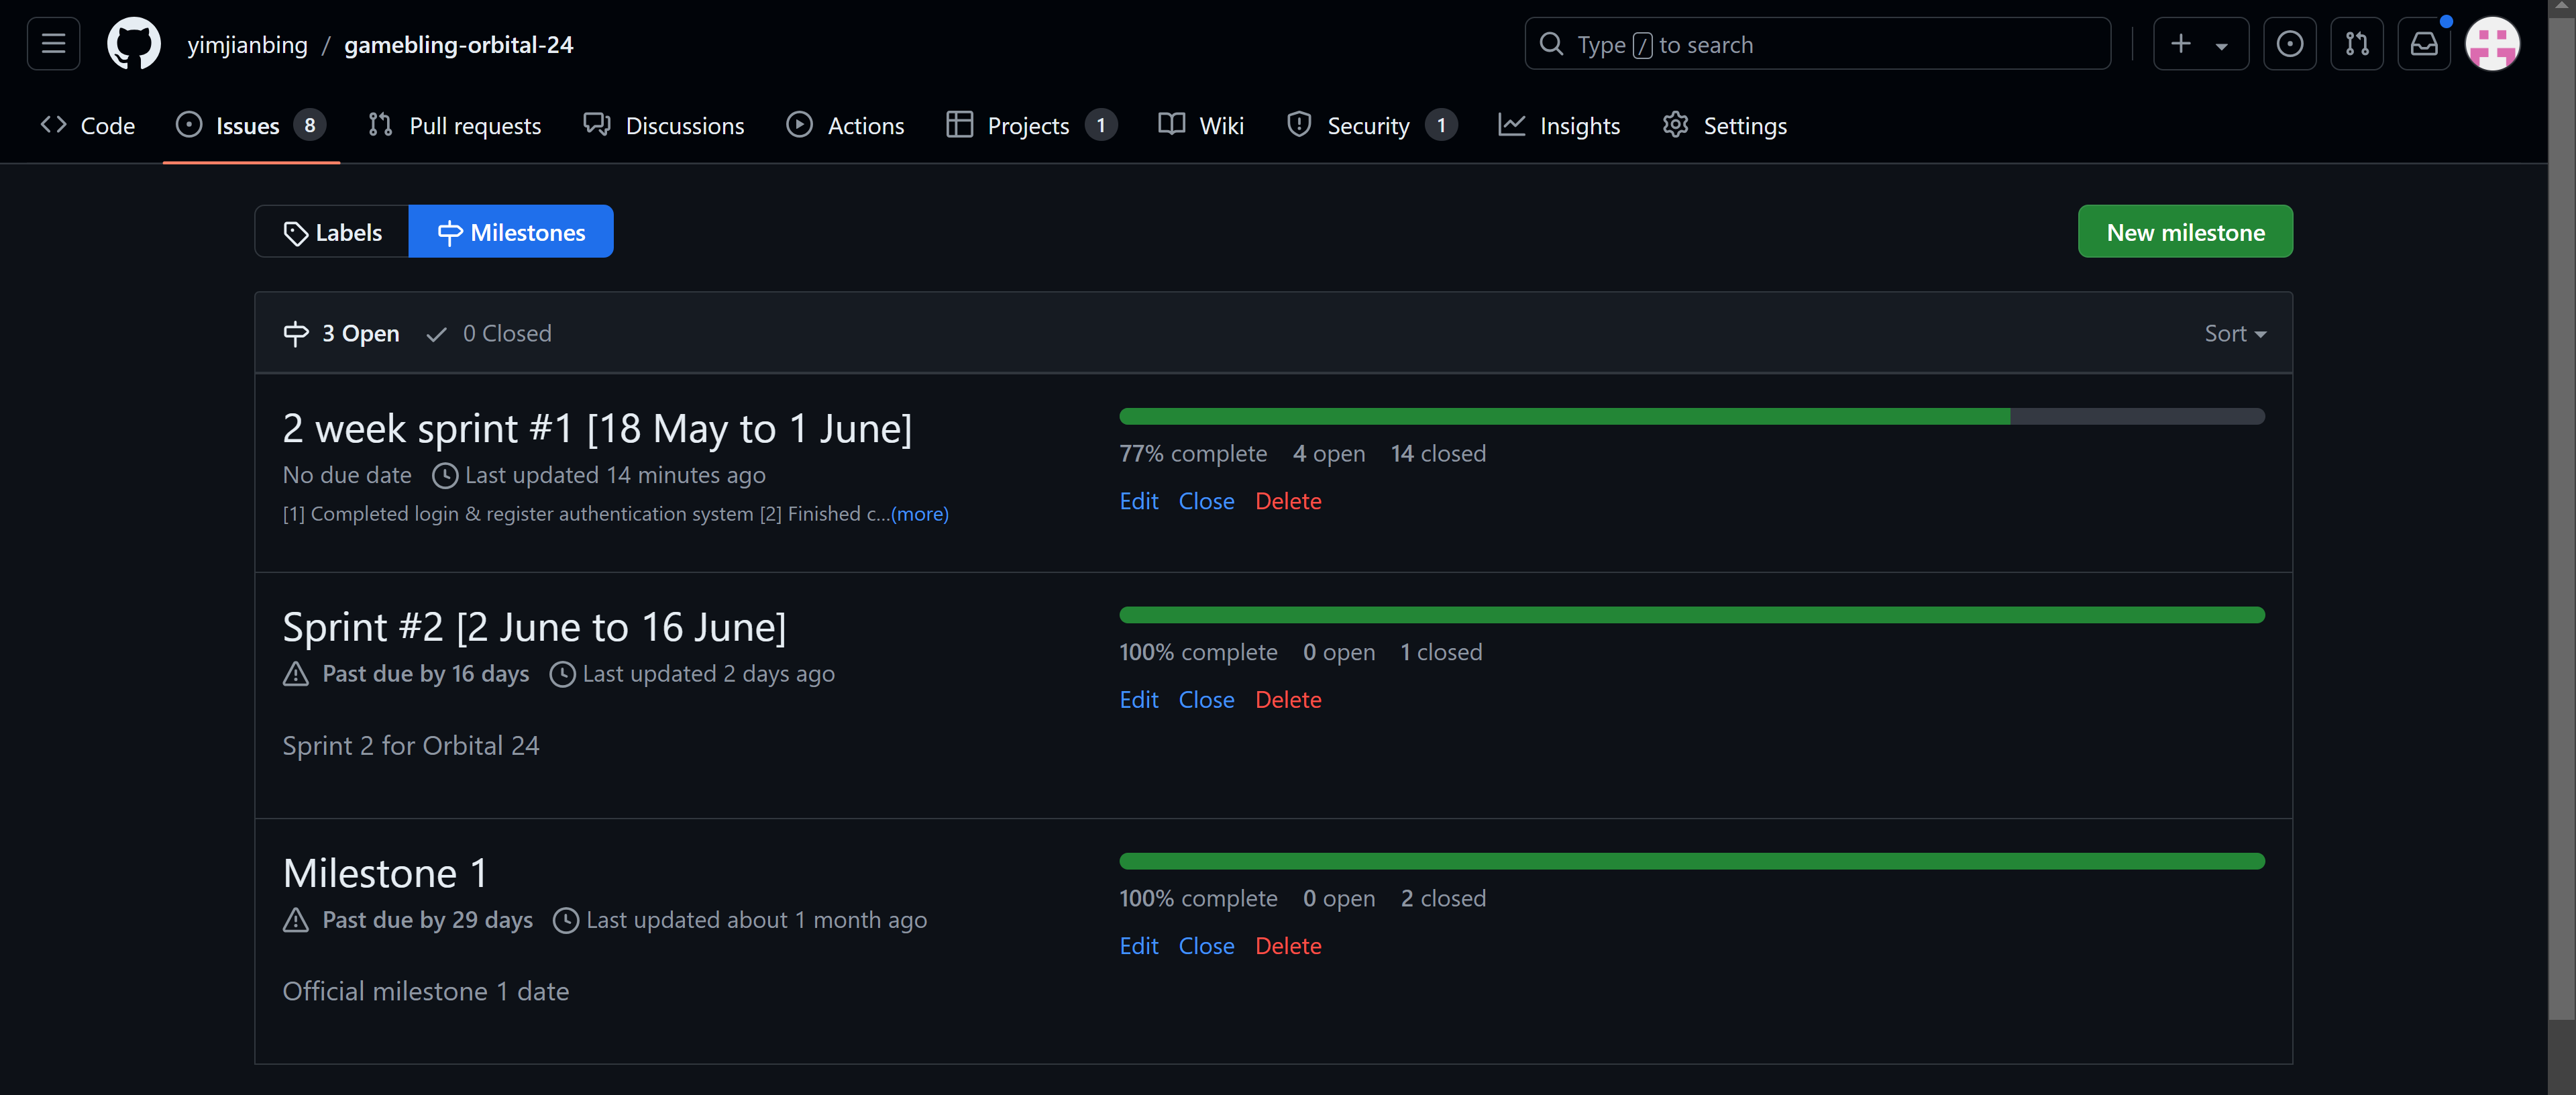 yimjianbing / gamebling-orbital-24
Type / to search
Code Issues 8 Pull requests Discussions Actions Projects 1 Wiki Security 1 Insights Settings
Labels Milestones New milestone
3 Open 0 Closed Sort
2 week sprint #1 [18 May to 1 June]
No due date Last updated 14 minutes ago
[1] Completed login & register authentication system [2] Finished c...(more)
77% complete 4 open 14 closed
Edit Close Delete
Sprint #2 [2 June to 16 June]
Past due by 16 days Last updated 2 days ago
Sprint 2 for Orbital 24
100% complete 0 open 1 closed
Edit Close Delete
Milestone 1
Past due by 29 days Last updated about 1 month ago
Official milestone 1 date
100% complete 0 open 2 closed
Edit Close Delete